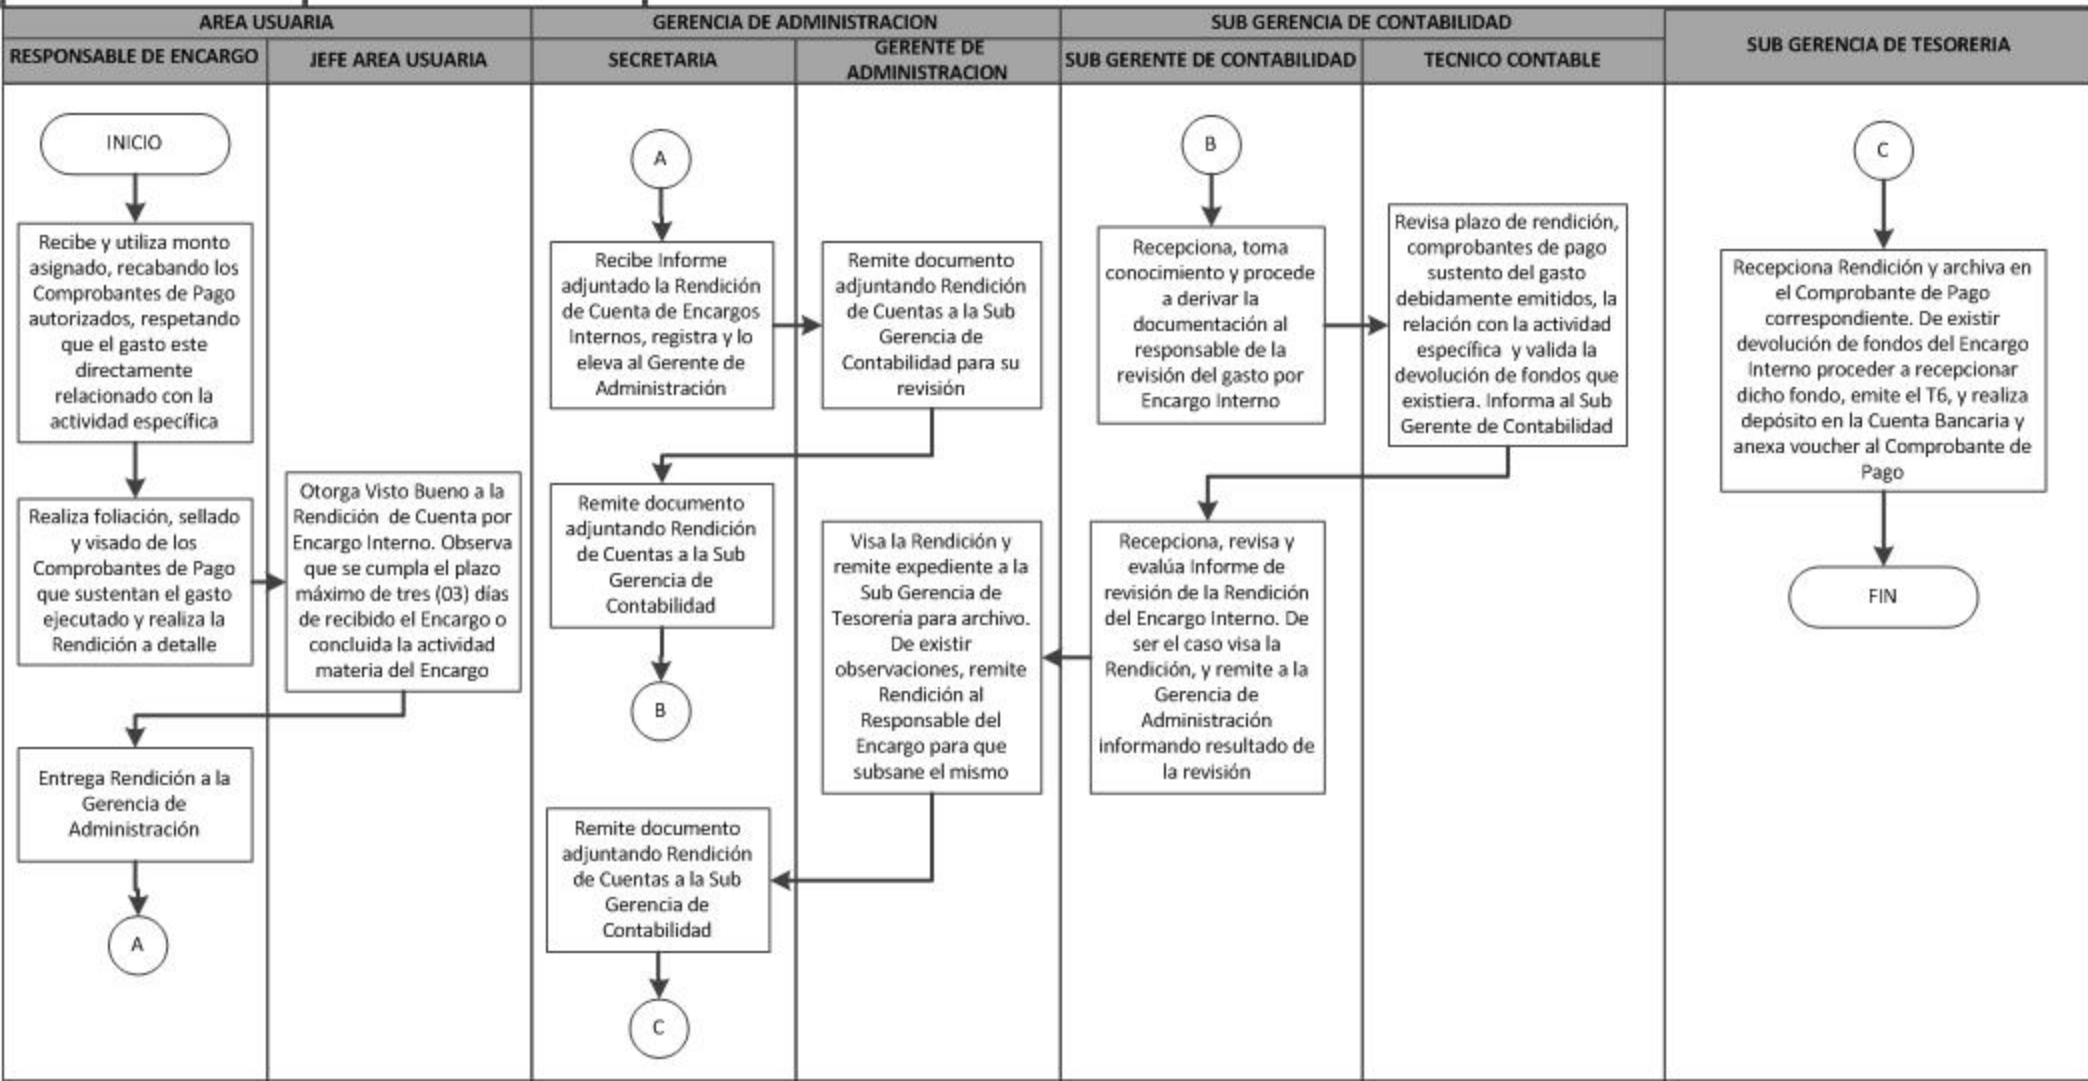 AREA USUARIA
GERENCIA DE ADMINISTRACION
SUB GERENCIA DE CONTABILIDAD
SUB GERENCIA DE TESORERIA
RESPONSABLE DE ENCARGO
JEFE AREA USUARIA
SECRETARIA
GERENTE DE
ADMINISTRACION
SUB GERENTE DE CONTABILIDAD
TECNICO CONTABLE
INICIO
Recibe y utiliza monto
asignado, recabando los
Comprobantes de Pago
autorizados, respetando
que el gasto este
directamente
relacionado con la
actividad específica
Realiza foliación, sellado
y visado de los
Comprobantes de Pago
que sustentan el gasto
ejecutado y realiza la
Rendición a detalle
Otorga Visto Bueno a la
Rendición de Cuenta por
Encargo Interno. Observa
que se cumpla el plazo
máximo de tres (03) días
de recibido el Encargo o
concluida la actividad
materia del Encargo
Entrega Rendición a la
Gerencia de
Administración
A
A
Recibe Informe
adjuntado la Rendición
de Cuenta de Encargos
Internos, registra y lo
eleva al Gerente de
Administración
Remite documento
adjuntando Rendición
de Cuentas a la Sub
Gerencia de
Contabilidad para su
revisión
Remite documento
adjuntando Rendición
de Cuentas a la Sub
Gerencia de
Contabilidad
B
B
Recepciona, toma
conocimiento y procede
a derivar la
documentación al
responsable de la
revisión del gasto por
Encargo Interno
Revisa plazo de rendición,
comprobantes de pago
sustento del gasto
debidamente emitidos, la
relación con la actividad
específica y valida la
devolución de fondos que
existiera. Informa al Sub
Gerente de Contabilidad
Recepciona, revisa y
evalúa Informe de
revisión de la Rendición
del Encargo Interno. De
ser el caso visa la
Rendición, y remite a la
Gerencia de
Administración
informando resultado de
la revisión
Visa la Rendición y
remite expediente a la
Sub Gerencia de
Tesorería para archivo.
De existir
observaciones, remite
Rendición al
Responsable del
Encargo para que
subsane el mismo
Remite documento
adjuntando Rendición
de Cuentas a la Sub
Gerencia de
Contabilidad
C
C
Recepciona Rendición y archiva en
el Comprobante de Pago
correspondiente. De existir
devolución de fondos del Encargo
Interno proceder a recepcionar
dicho fondo, emite el T6, y realiza
depósito en la Cuenta Bancaria y
anexa voucher al Comprobante de
Pago
FIN